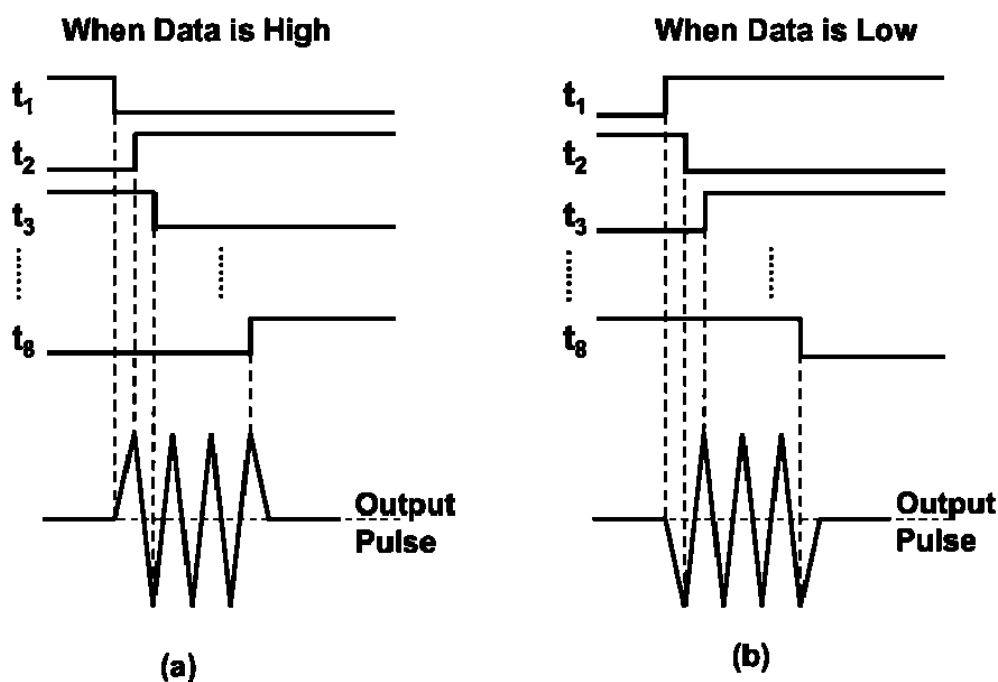 When Data is High
t1
t2
t3
t8
Output
Pulse
(a)
When Data is Low
t1
t2
t3
t8
Output
Pulse
(b)